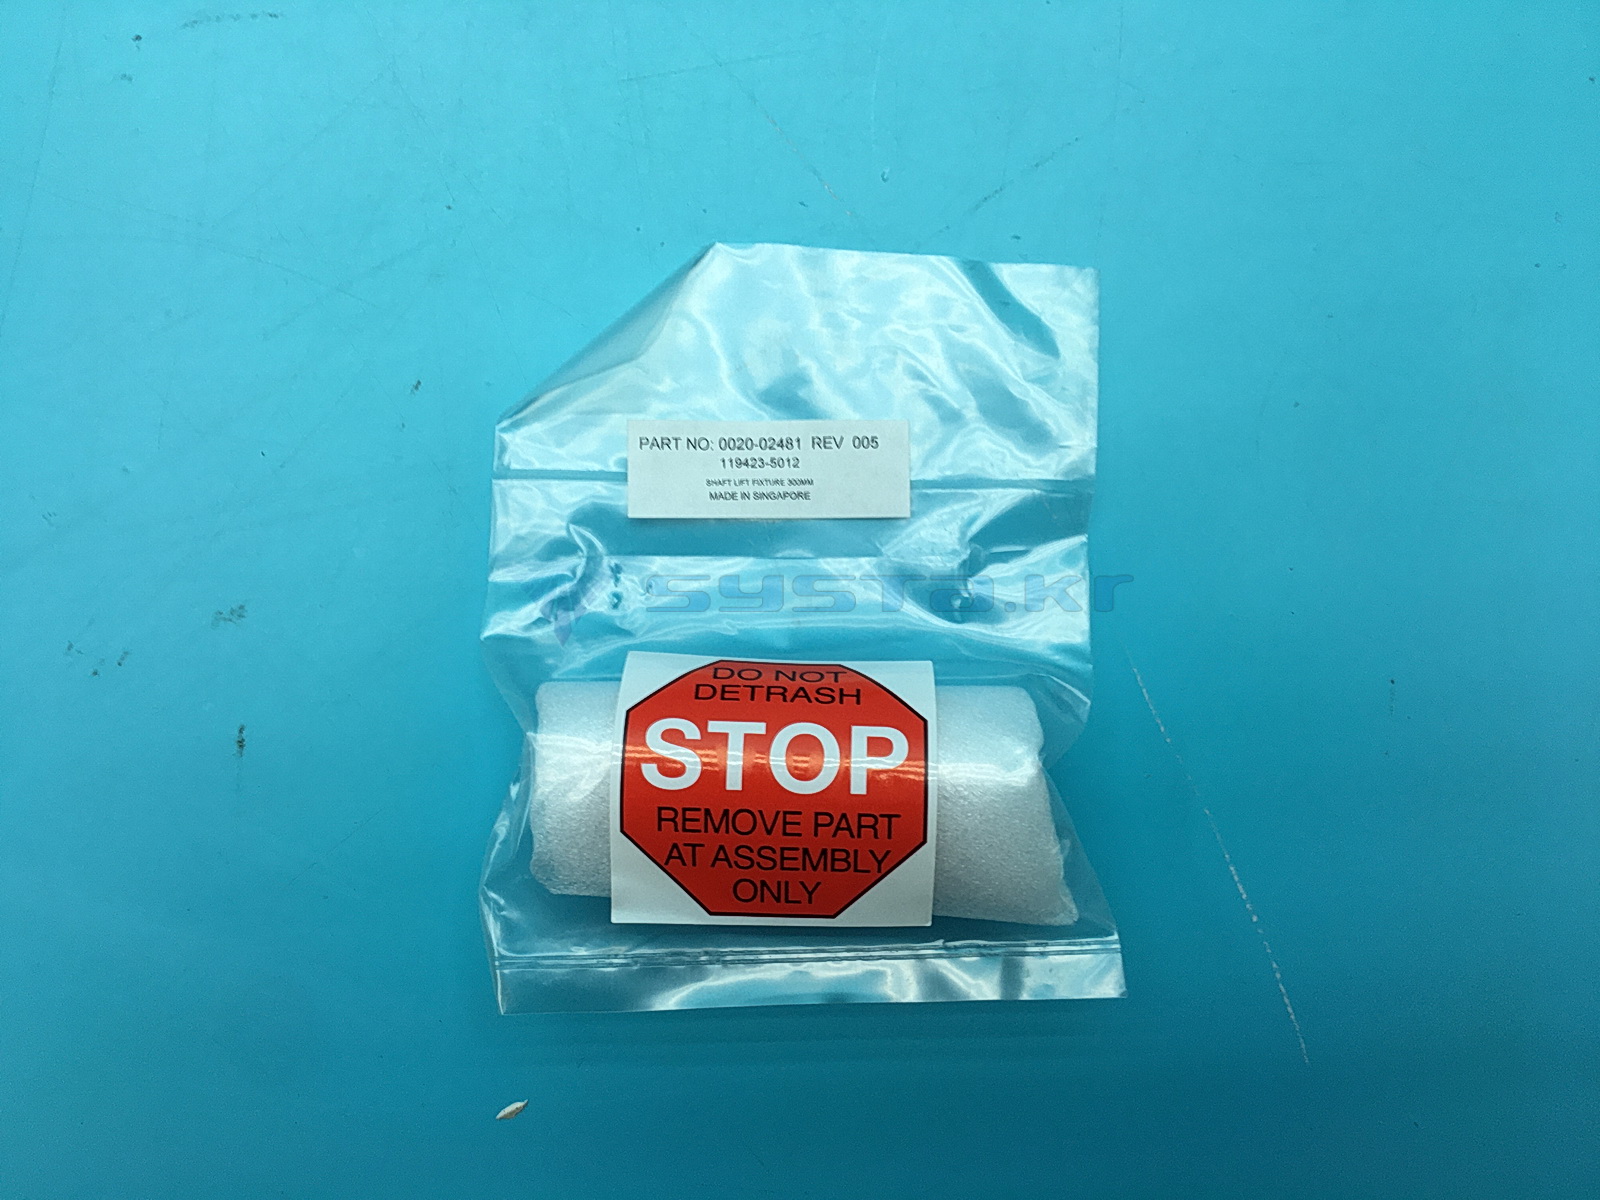 PART NO: 0020-02481 REV 005
119423-5012
SHAFT LIFT FIXTURE 300MM
MADE IN SINGAPORE
systa.kr
DO NOT
DETRASH
STOP
REMOVE PART
AT ASSEMBLY
ONLY